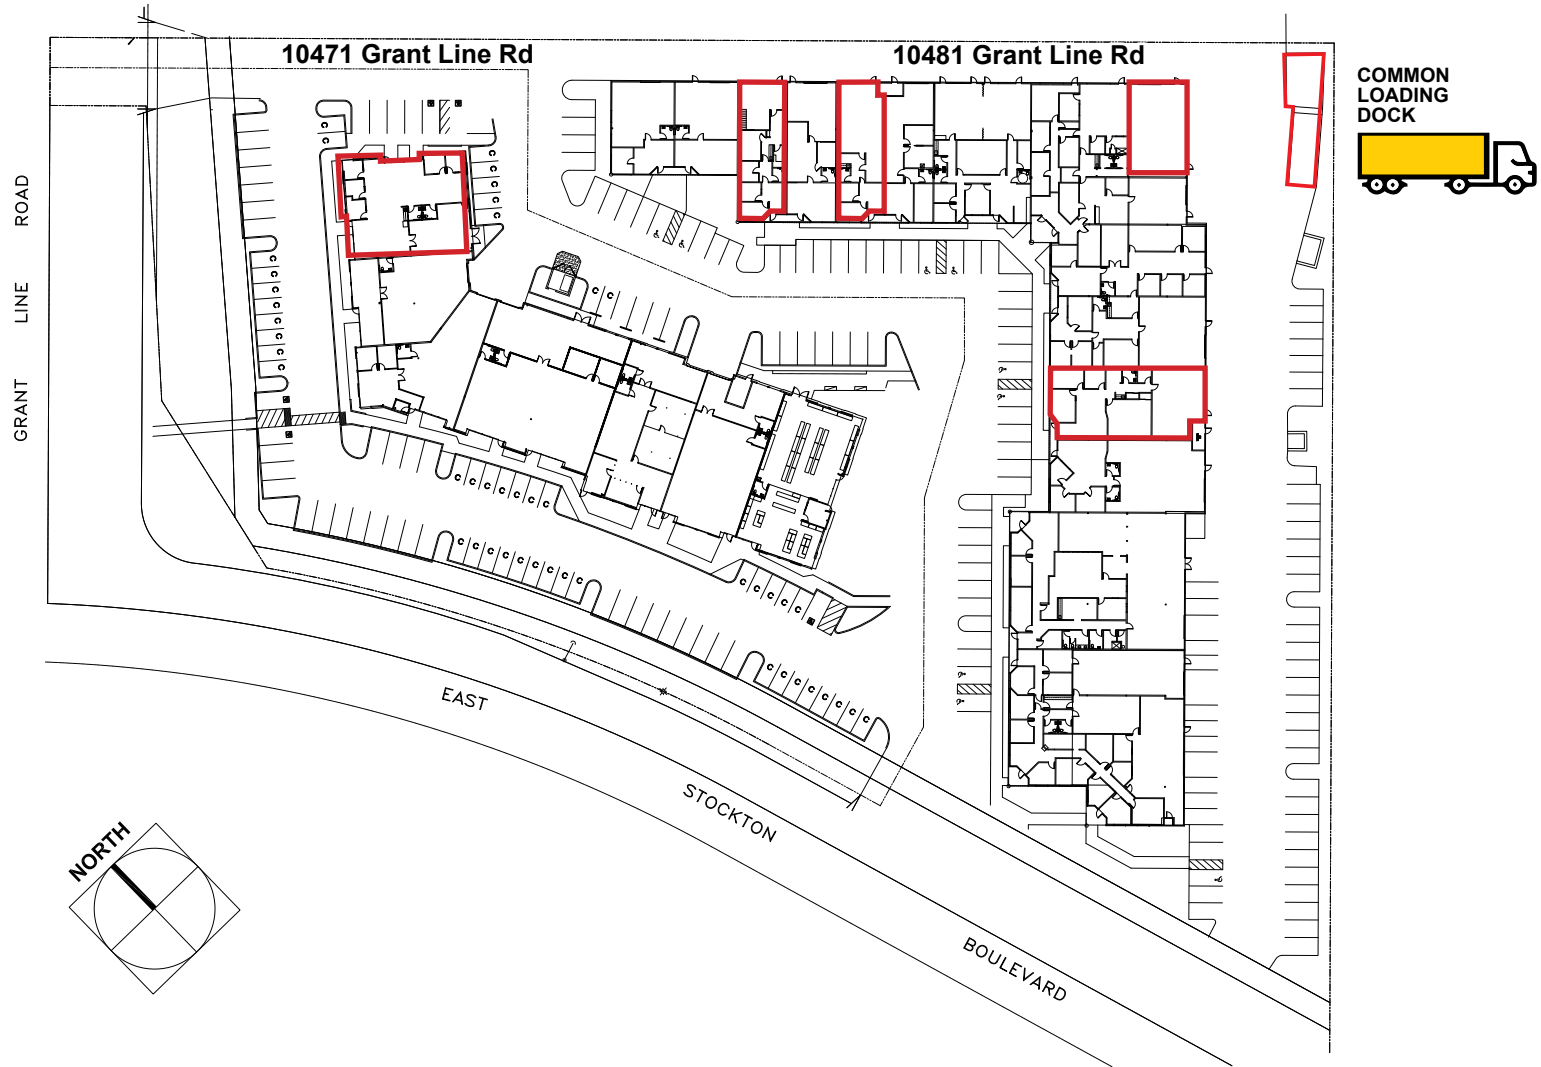 10471 Grant Line Rd
10481 Grant Line Rd
COMMON
LOADING
DOCK
GRANT LINE ROAD
EAST
STOCKTON
BOULEVARD
NORTH